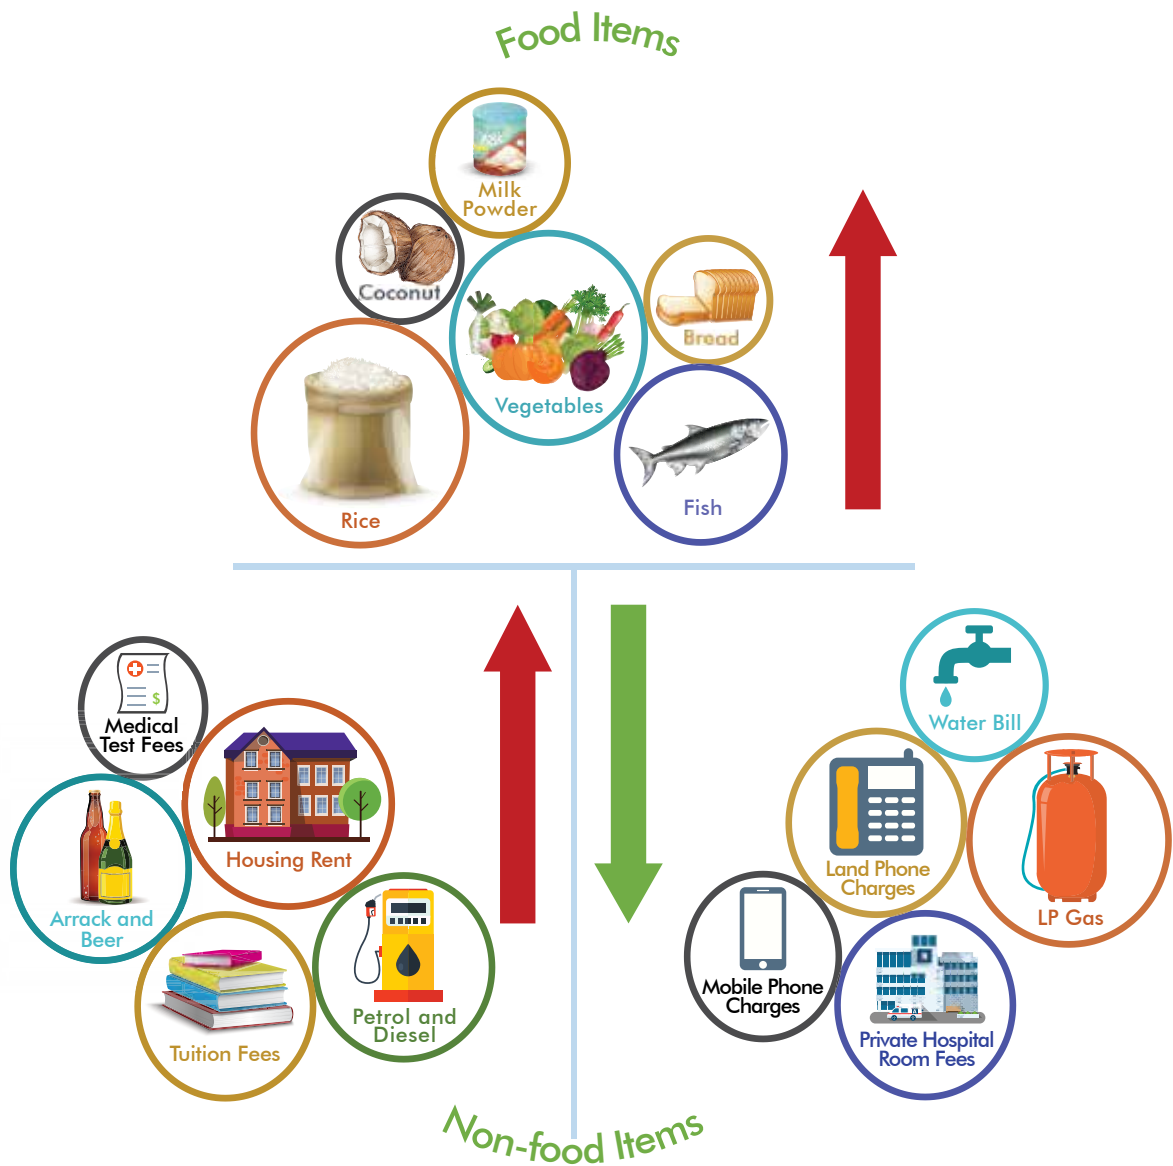 Food Items
Milk
Powder
Coconut
Bread
Vegetables
Rice
Fish
Medical
Test Fees
$
Housing Rent
Arrack and
Beer
Tuition Fees
Petrol and
Diesel
Water Bill
Land Phone
Charges
LP Gas
Mobile Phone
Charges
Private Hospital
Room Fees
Non-food Items